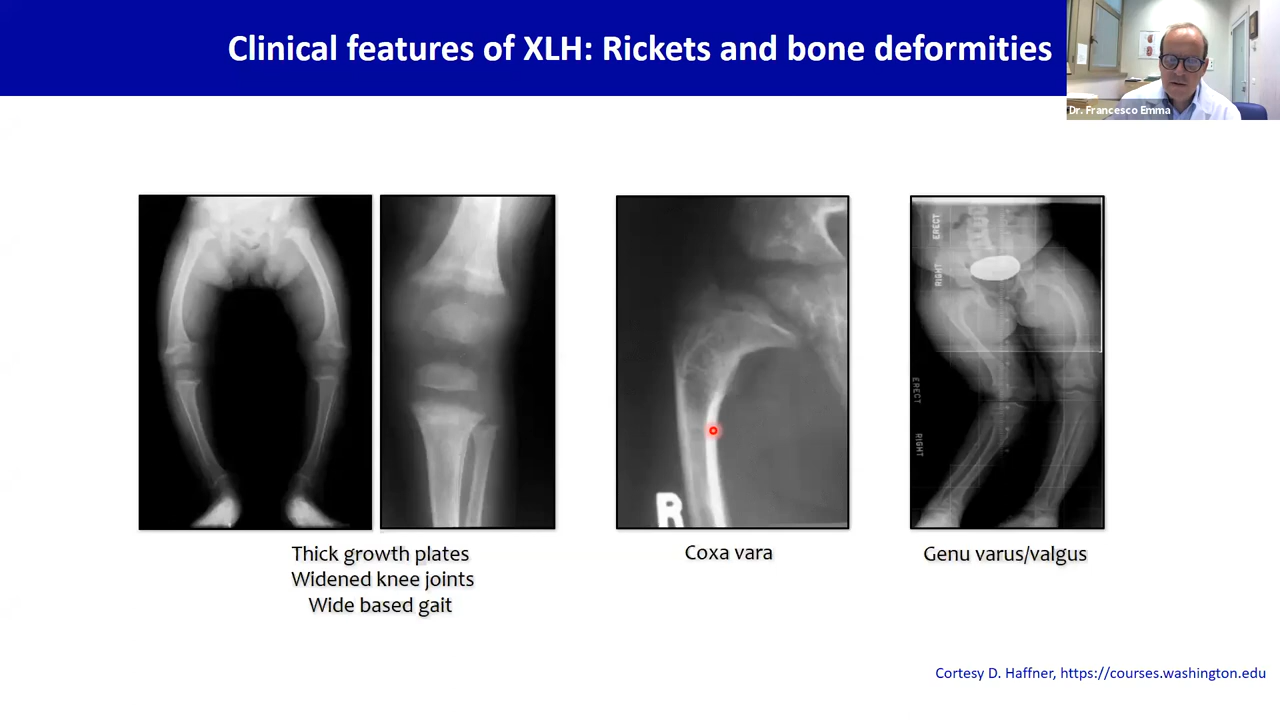 Clinical features of XLH: Rickets and bone deformities
Dr. Francesco Emma
R
ERECT
RIGHT
ERECT
RIGHT
Thick growth plates
Widened knee joints
Wide based gait
Coxa vara
Genu varus/valgus
Cortesy D. Haffner, https://courses.washington.edu